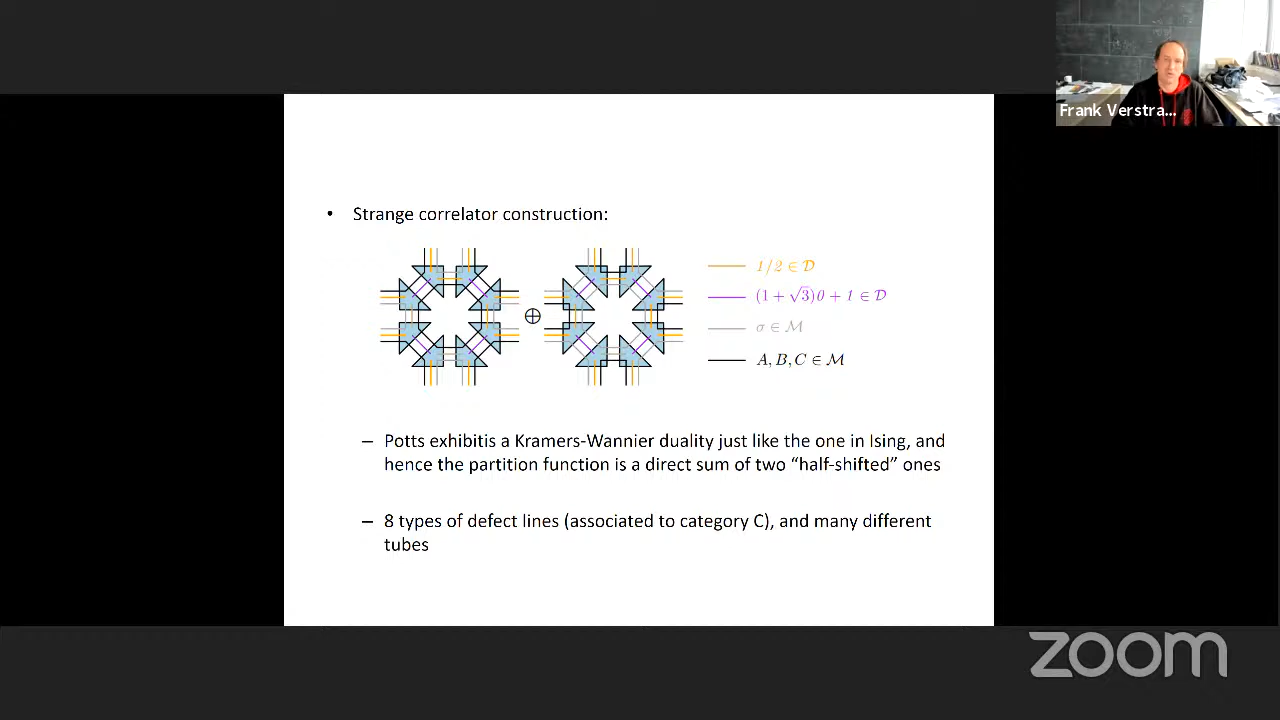 Frank Verstra...
• Strange correlator construction:
1/2 ∈ 𝒟
(1 + √3)0 + 1 ∈ 𝒟
σ ∈ ℳ
A, B, C ∈ ℳ
⊕
– Potts exhibitis a Kramers-Wannier duality just like the one in Ising, and
hence the partition function is a direct sum of two “half-shifted” ones
– 8 types of defect lines (associated to category C), and many different
tubes
zoom